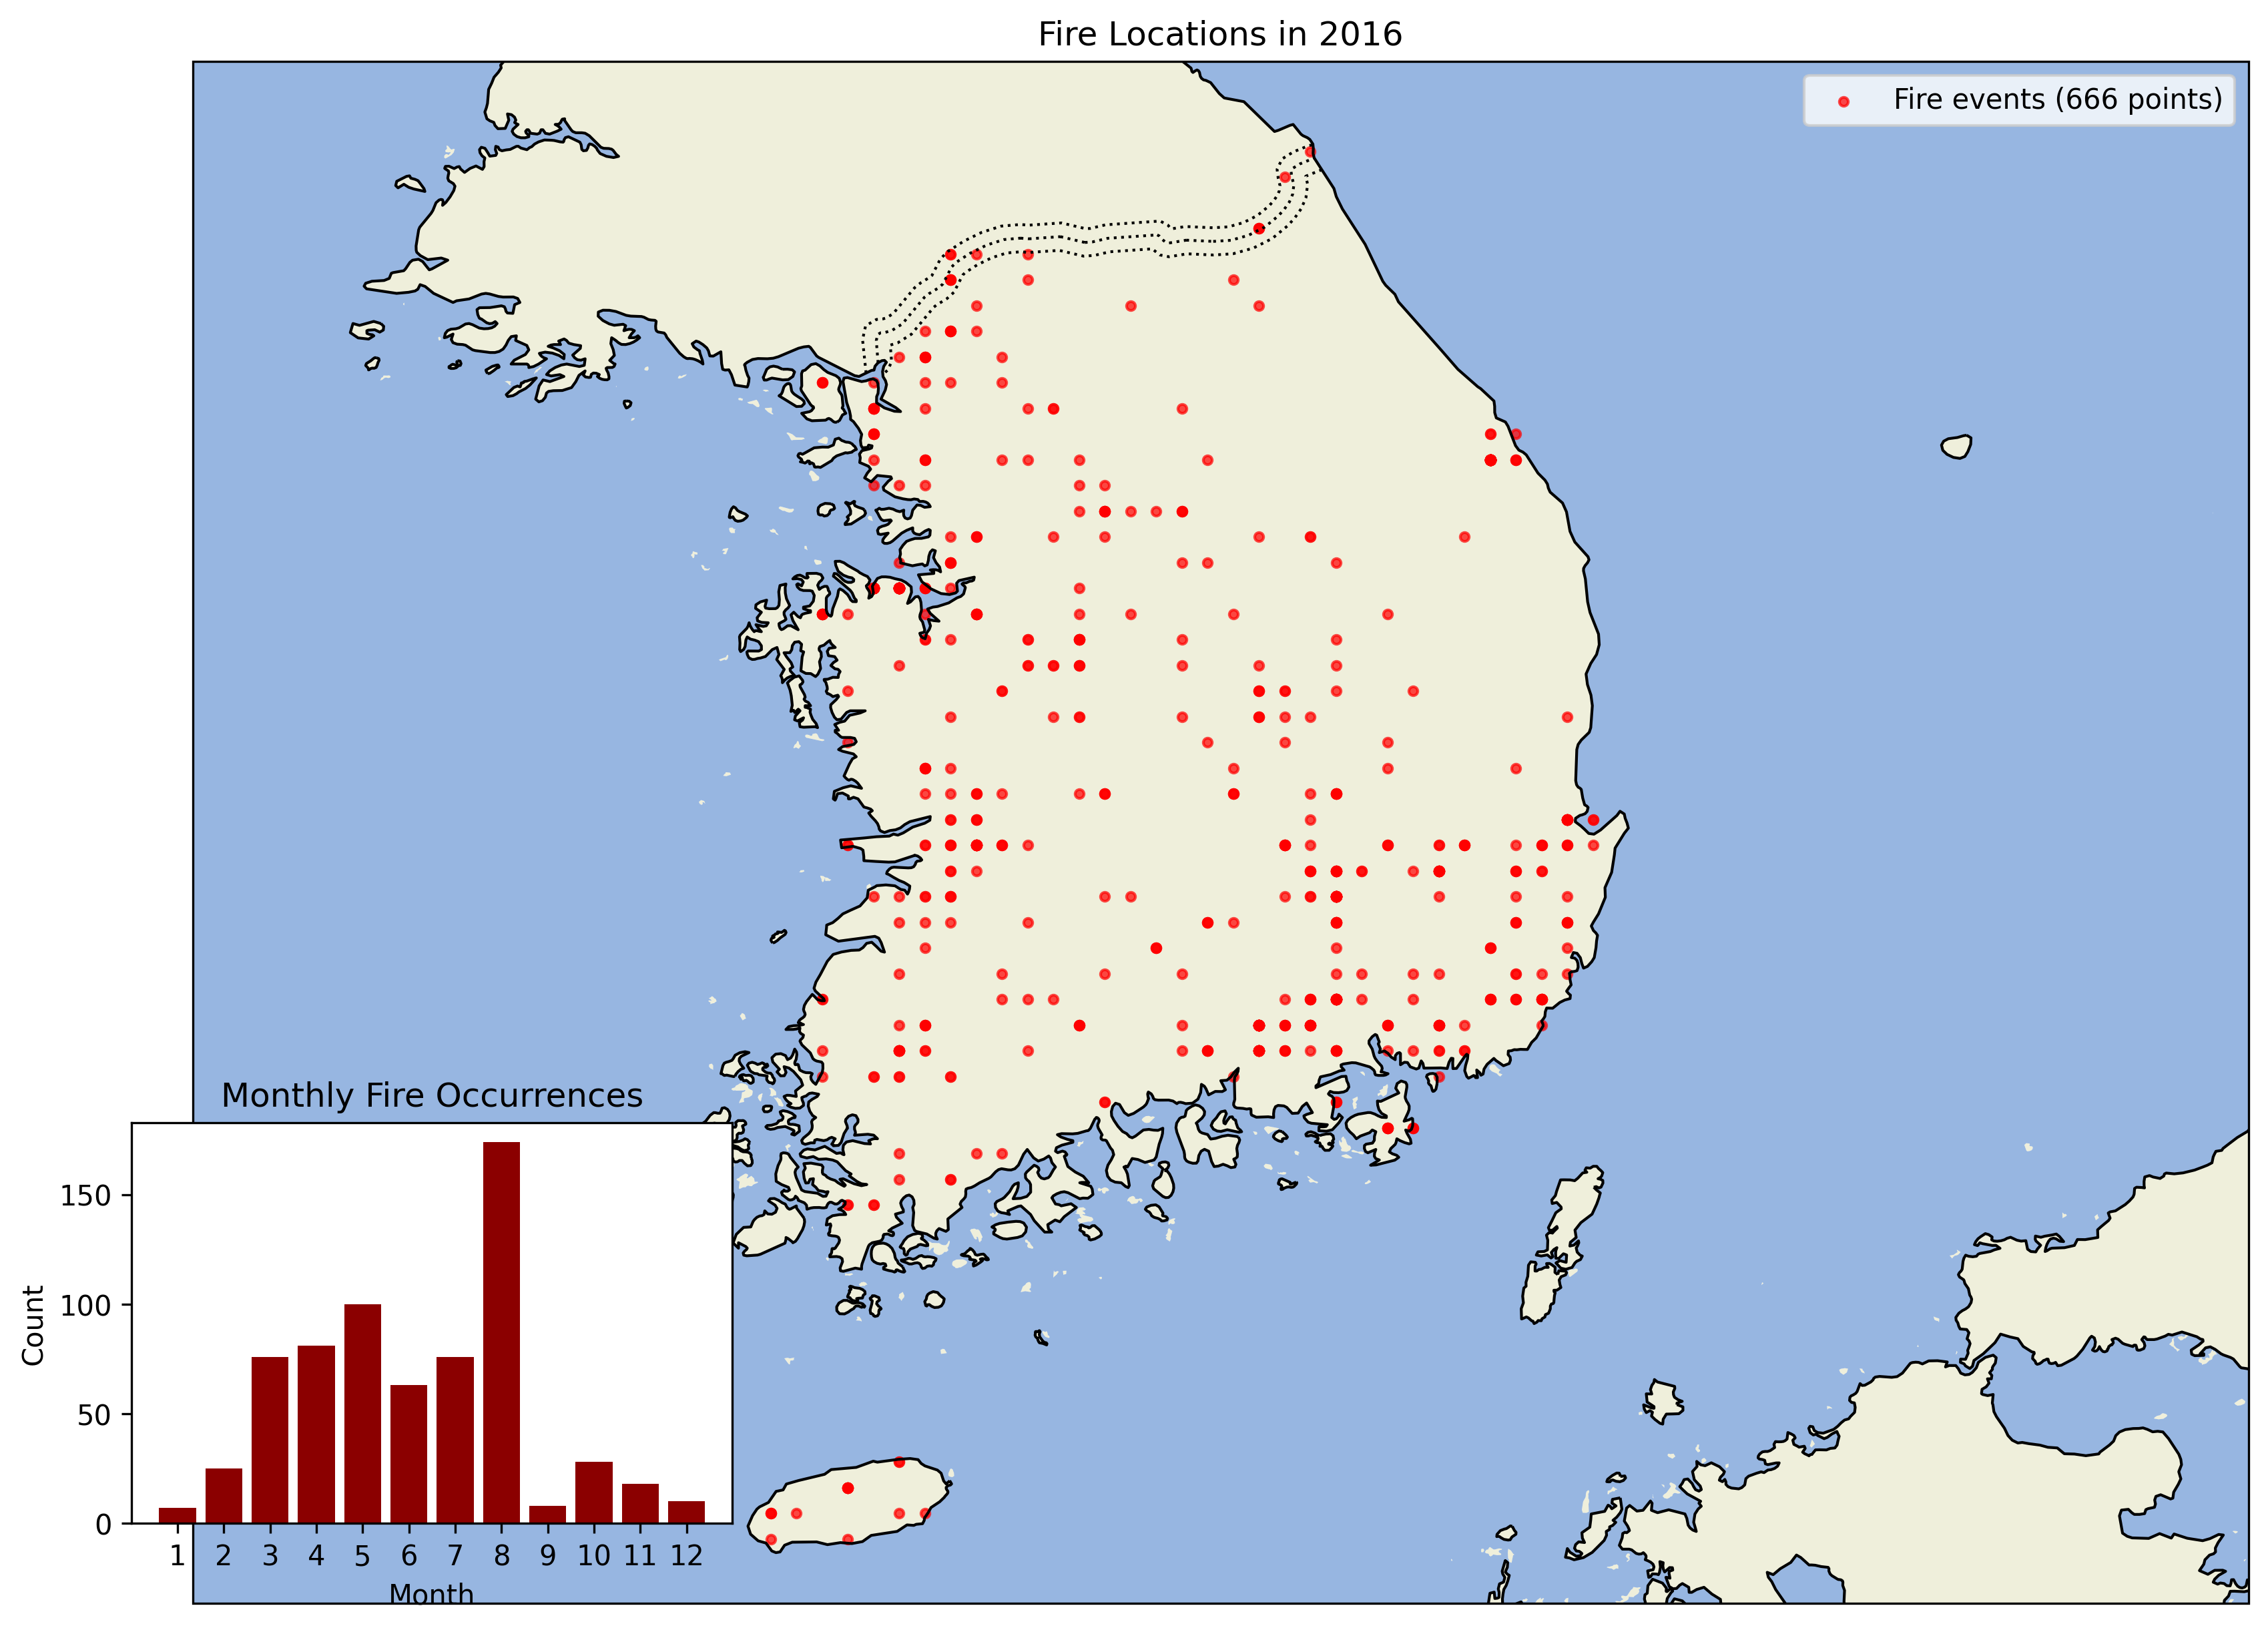 Fire Locations in 2016
Fire events (666 points)
Monthly Fire Occurrences
Count
150
100
50
0
1 2 3 4 5 6 7 8 9 10 11 12
Month